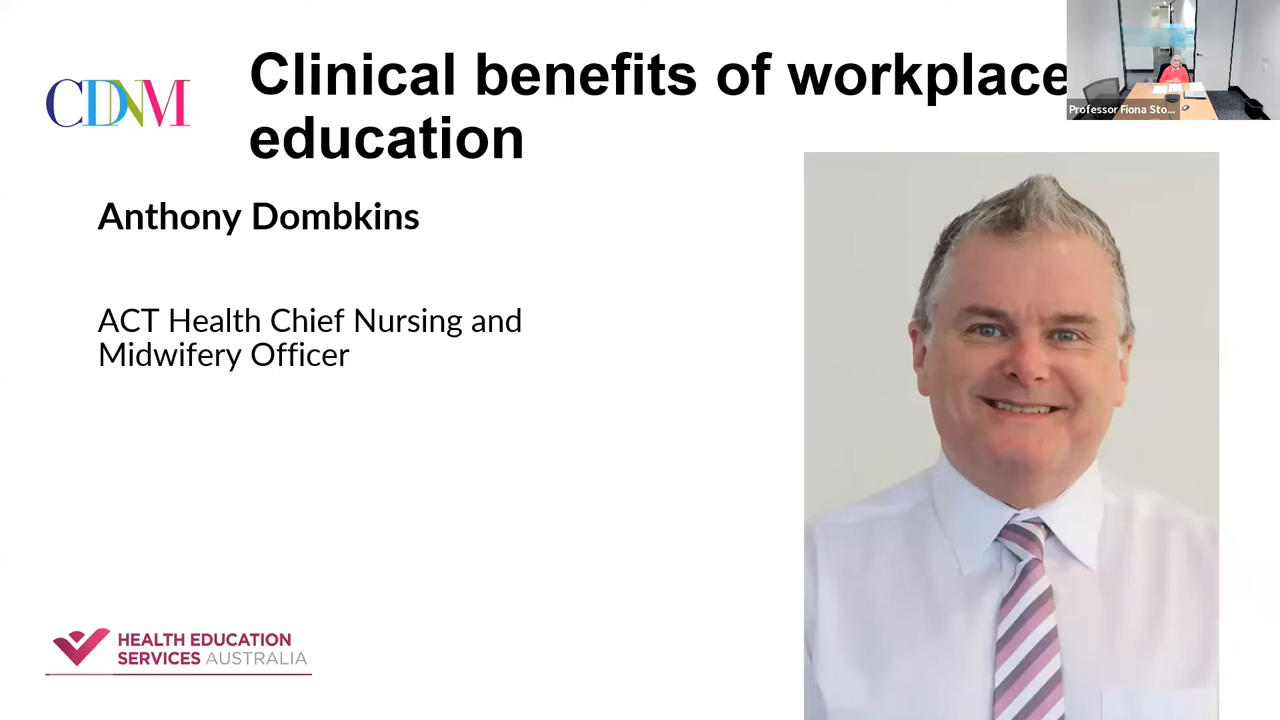 CDNM
Clinical benefits of workplace
education
Professor Fiona Sto...
Anthony Dombkins
ACT Health Chief Nursing and
Midwifery Officer
HEALTH EDUCATION
SERVICES AUSTRALIA